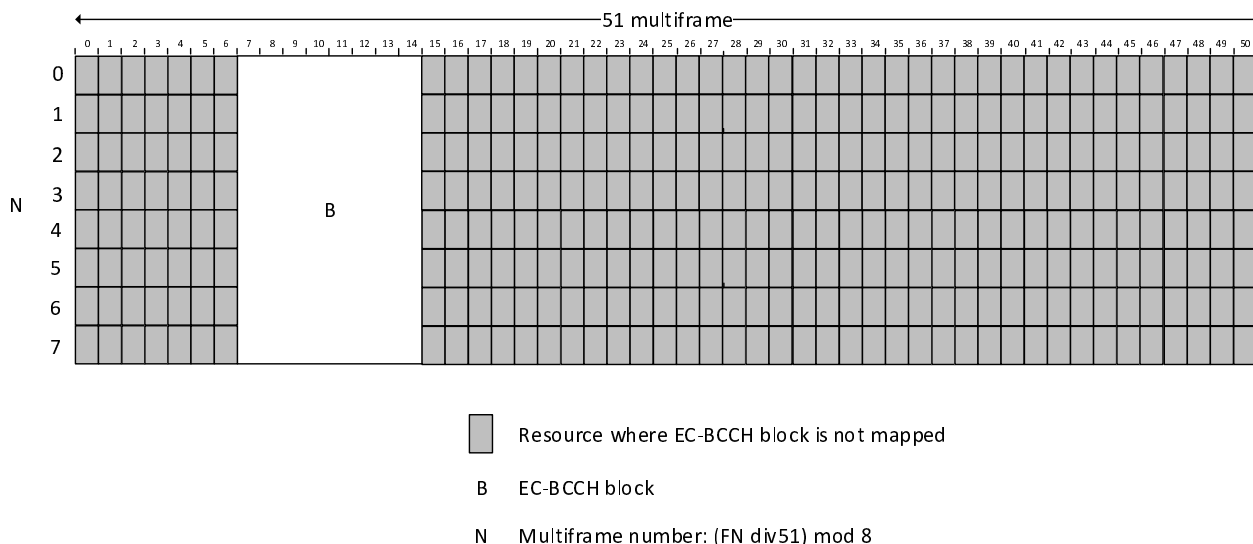 51 multiframe
0 1 2 3 4 5 6 7 8 9 10 11 12 13 14 15 16 17 18 19 20 21 22 23 24 25 26 27 28 29 30 31 32 33 34 35 36 37 38 39 40 41 42 43 44 45 46 47 48 49 50
0
1
2
3
N
B
4
5
6
7
Resource where EC-BCCH block is not mapped
B EC-BCCH block
N Multiframe number: (FN div51) mod 8